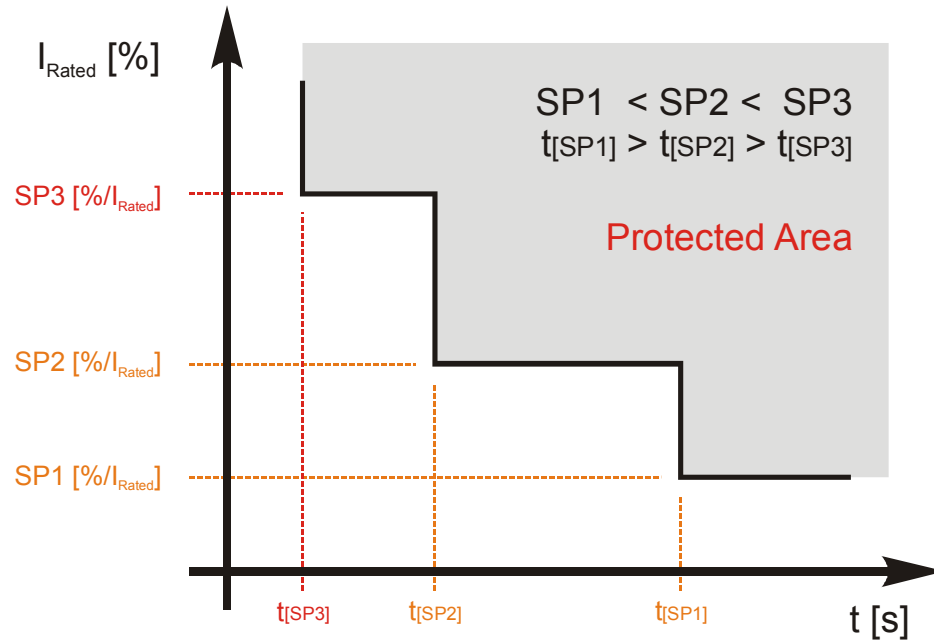 I_Rated [%]
SP1 < SP2 < SP3
t[SP1] > t[SP2] > t[SP3]
SP3 [%/I_Rated]
Protected Area
SP2 [%/I_Rated]
SP1 [%/I_Rated]
t[SP3]
t[SP2]
t[SP1]
t [s]